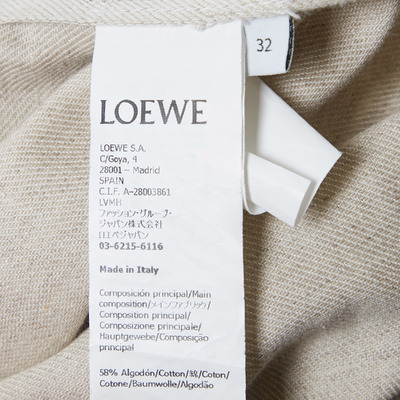 32
LOEWE
LOEWE S.A.
C/Goya, 4
28001 - Madrid
SPAIN
C.I.F. A-28003861
LVMH
ファッション・グループ・
ジャパン株式会社
ロエベジャパン
03-6215-6116
Made in Italy
Composición principal/Main
composition/メインファブリック/
Composition principal/
Composizione principale/
Hauptgewebe/Composição
principal
58% Algodón/Cotton/綿/Coton/
Cotone/Baumwolle/Algodão